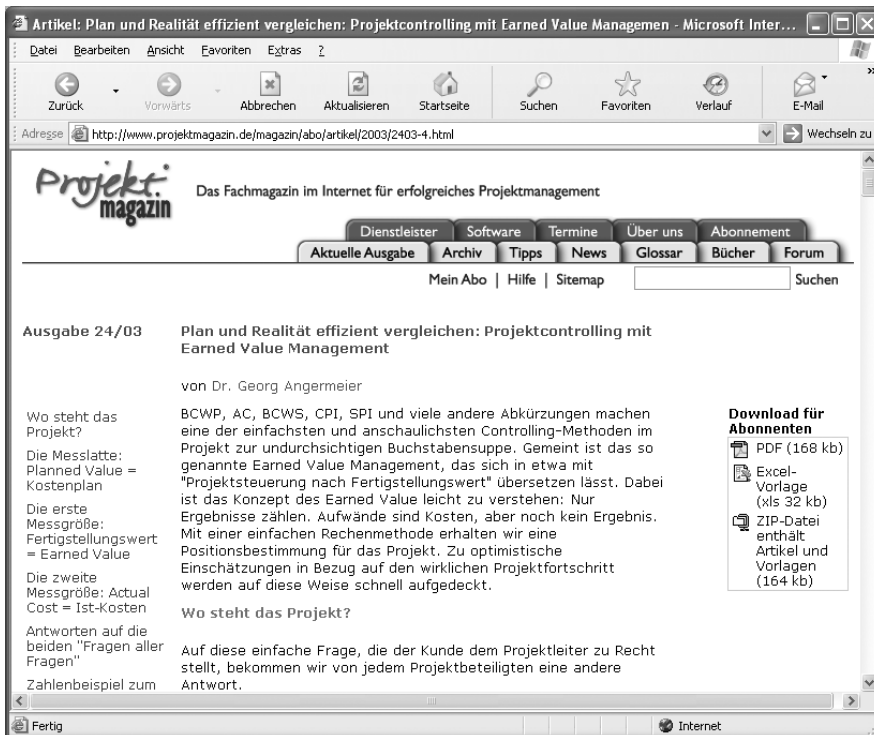 Artikel: Plan und Realität effizient vergleichen: Projektcontrolling mit Earned Value Managemen - Microsoft Inter...
Datei Bearbeiten Ansicht Favoriten Extras ?
Zurück Vorwärts Abbrechen Aktualisieren Startseite Suchen Favoriten Verlauf E-Mail
Adresse http://www.projektmagazin.de/magazin/abo/artikel/2003/2403-4.html Wechseln zu
Projekt
magazin
Das Fachmagazin im Internet für erfolgreiches Projektmanagement
Dienstleister Software Termine Über uns Abonnement
Aktuelle Ausgabe Archiv Tipps News Glossar Bücher Forum
Mein Abo | Hilfe | Sitemap Suchen
Ausgabe 24/03
Wo steht das
Projekt?
Die Messlatte:
Planned Value =
Kostenplan
Die erste
Messgröße:
Fertigstellungswert
= Earned Value
Die zweite
Messgröße: Actual
Cost = Ist-Kosten
Antworten auf die
beiden "Fragen aller
Fragen"
Zahlenbeispiel zum
Plan und Realität effizient vergleichen: Projektcontrolling mit
Earned Value Management
von Dr. Georg Angermeier
BCWP, AC, BCWS, CPI, SPI und viele andere Abkürzungen machen
eine der einfachsten und anschaulichsten Controlling-Methoden im
Projekt zur undurchsichtigen Buchstabensuppe. Gemeint ist das so
genannte Earned Value Management, das sich in etwa mit
"Projektsteuerung nach Fertigstellungswert" übersetzen lässt. Dabei
ist das Konzept des Earned Value leicht zu verstehen: Nur
Ergebnisse zählen. Aufwände sind Kosten, aber noch kein Ergebnis.
Mit einer einfachen Rechenmethode erhalten wir eine
Positionsbestimmung für das Projekt. Zu optimistische
Einschätzungen in Bezug auf den wirklichen Projektfortschritt
werden auf diese Weise schnell aufgedeckt.
Wo steht das Projekt?
Auf diese einfache Frage, die der Kunde dem Projektleiter zu Recht
stellt, bekommen wir von jedem Projektbeteiligten eine andere
Antwort.
Download für
Abonnenten
PDF (168 kb)
Excel-
Vorlage
(xls 32 kb)
ZIP-Datei
enthält
Artikel und
Vorlagen
(164 kb)
Fertig Internet